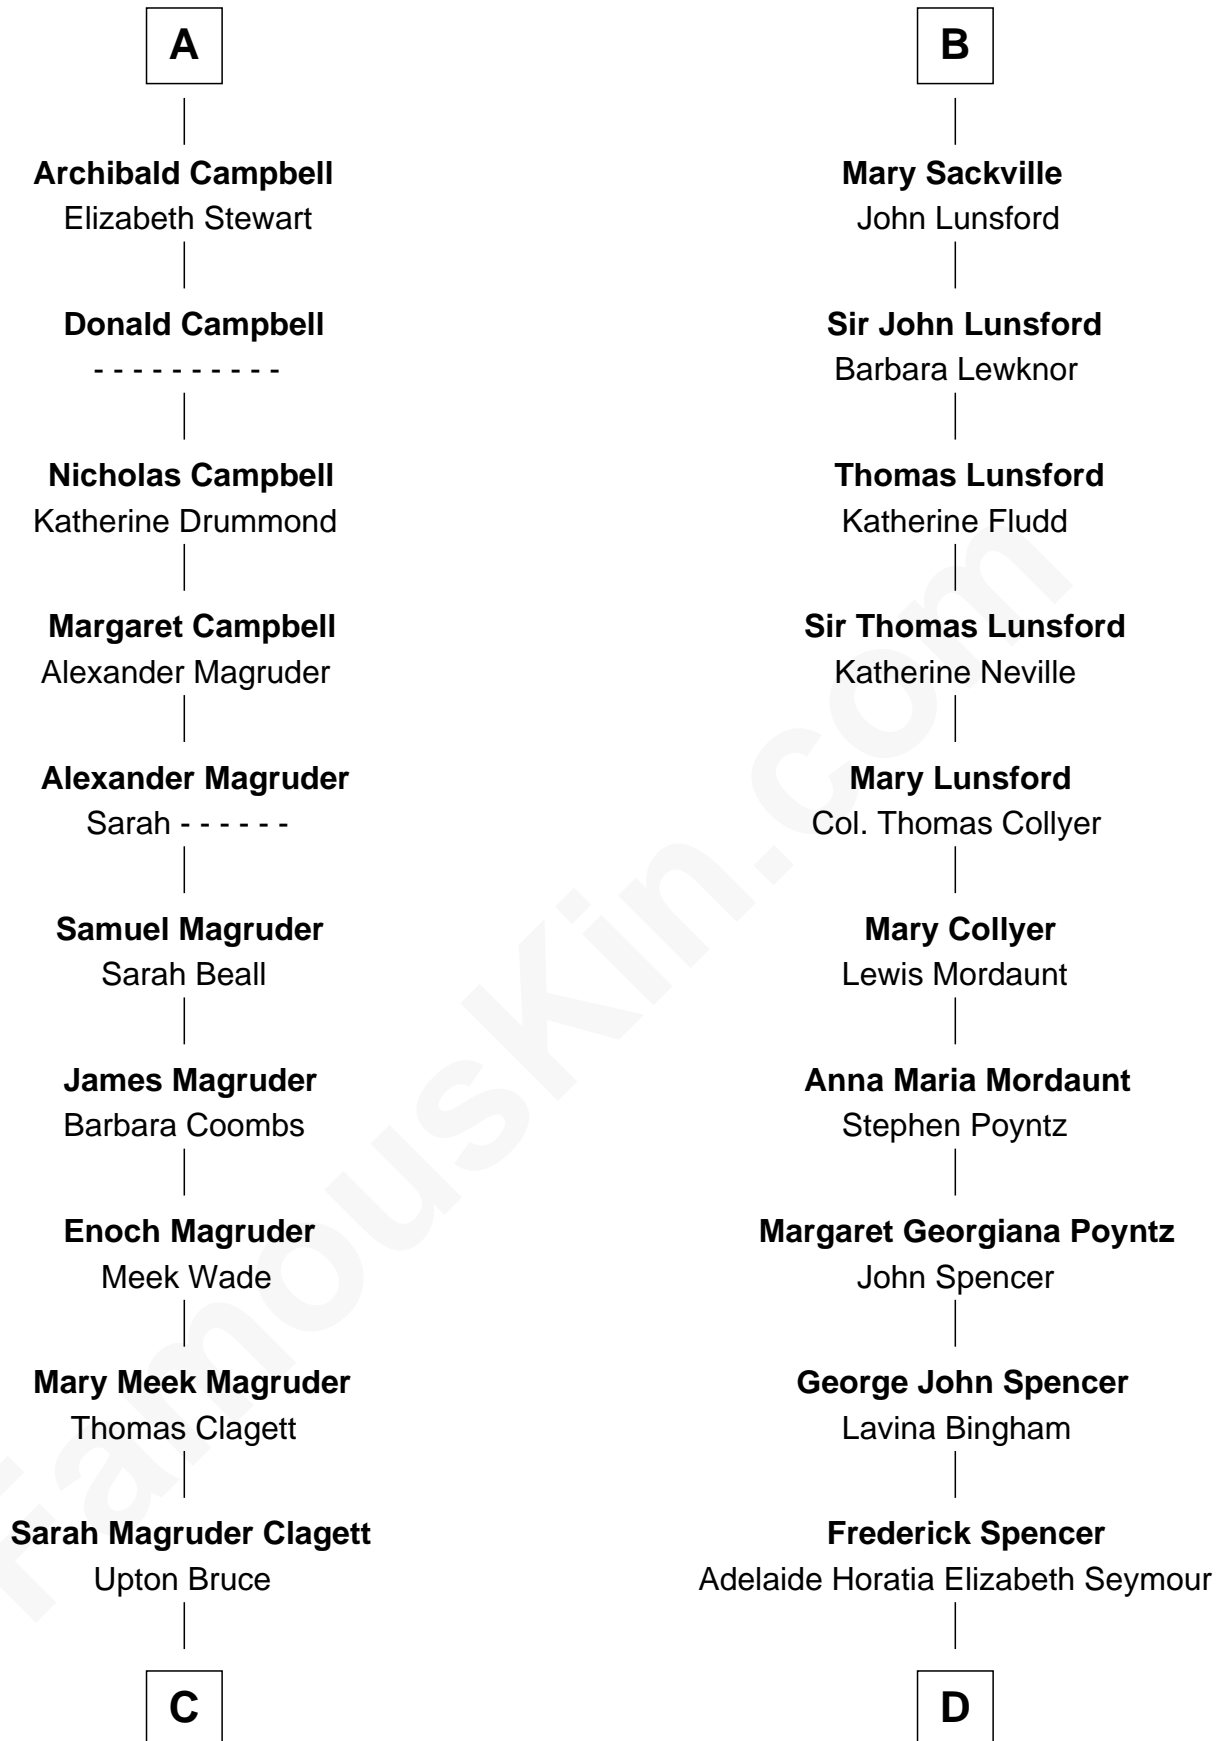 A
Archibald Campbell
Elizabeth Stewart
Donald Campbell
- - - - - - - - - -
Nicholas Campbell
Katherine Drummond
Margaret Campbell
Alexander Magruder
Alexander Magruder
Sarah - - - - - -
Samuel Magruder
Sarah Beall
James Magruder
Barbara Coombs
Enoch Magruder
Meek Wade
Mary Meek Magruder
Thomas Clagett
Sarah Magruder Clagett
Upton Bruce
C
B
Mary Sackville
John Lunsford
Sir John Lunsford
Barbara Lewknor
Thomas Lunsford
Katherine Fludd
Sir Thomas Lunsford
Katherine Neville
Mary Lunsford
Col. Thomas Collyer
Mary Collyer
Lewis Mordaunt
Anna Maria Mordaunt
Stephen Poyntz
Margaret Georgiana Poyntz
John Spencer
George John Spencer
Lavina Bingham
Frederick Spencer
Adelaide Horatia Elizabeth Seymour
D
FamousKin.com